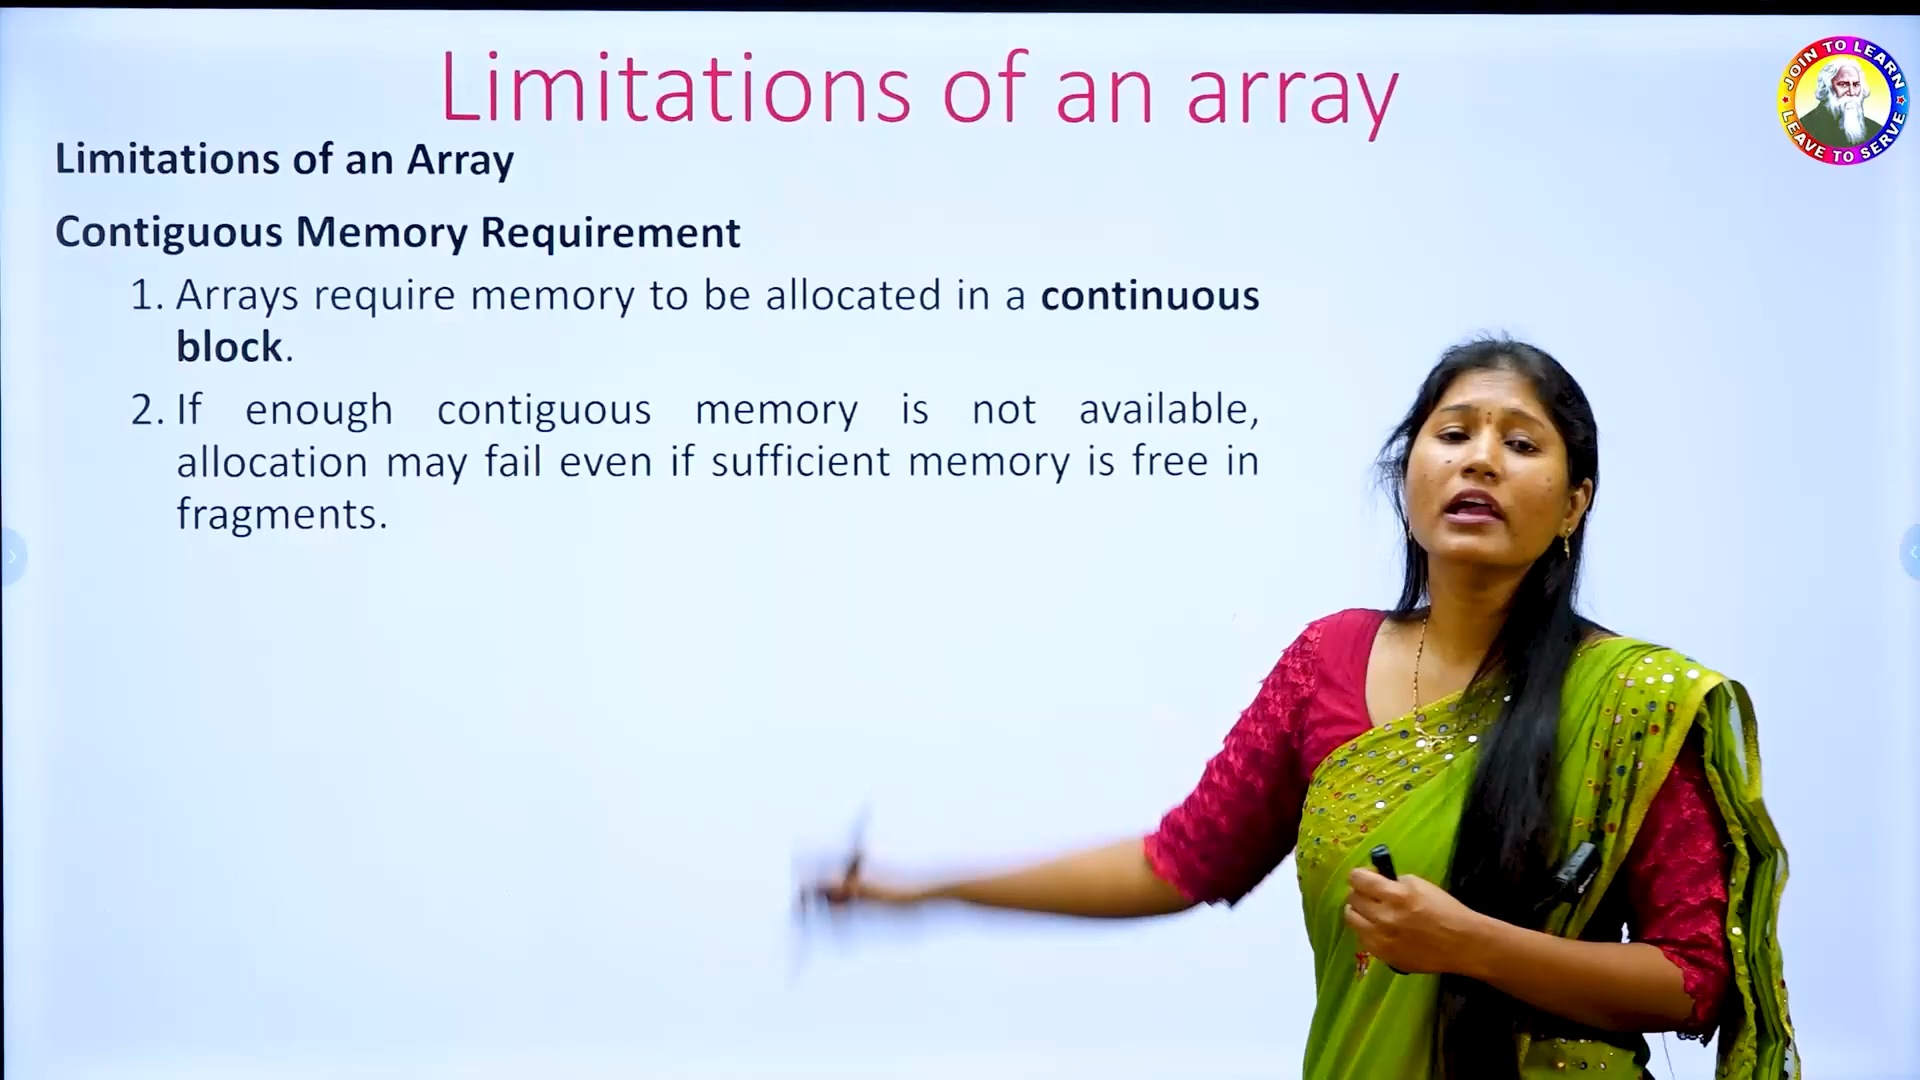 Limitations of an array
JOIN TO LEARN
LEAVE TO SERVE
Limitations of an Array
Contiguous Memory Requirement
1. Arrays require memory to be allocated in a continuous
block.
2. If enough contiguous memory is not available,
allocation may fail even if sufficient memory is free in
fragments.